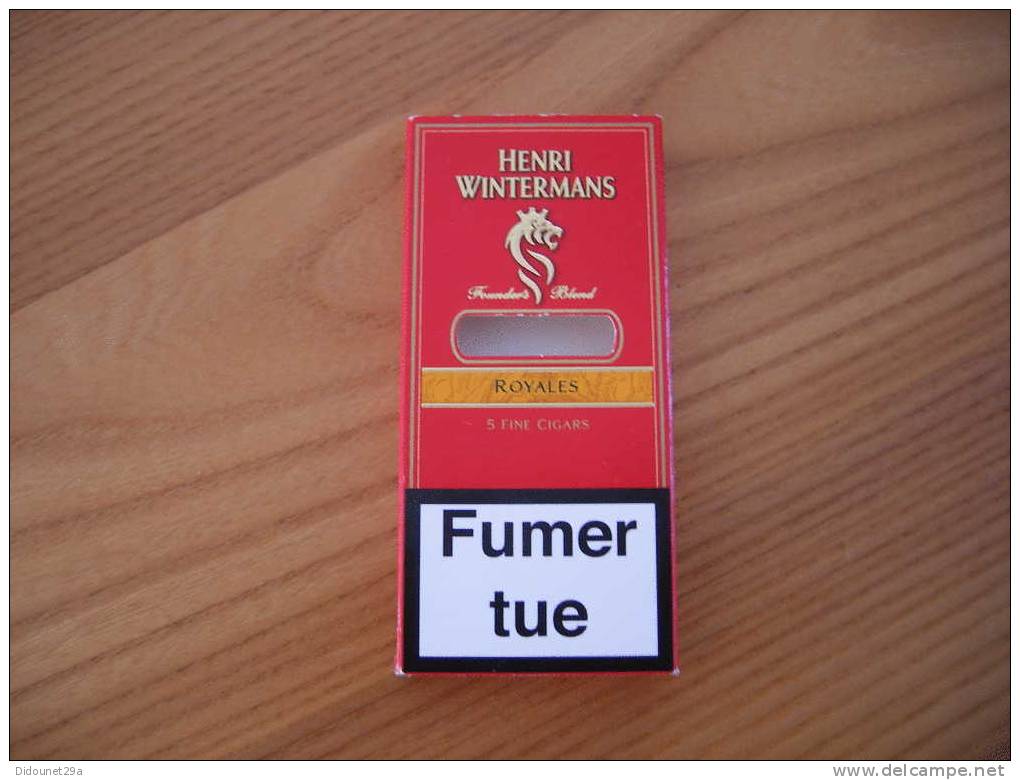 HENRI
WINTERMANS
Founder's Blend
ROYALES
5 FINE CIGARS
Fumer
tue
Didounet29a
www.delcampe.net